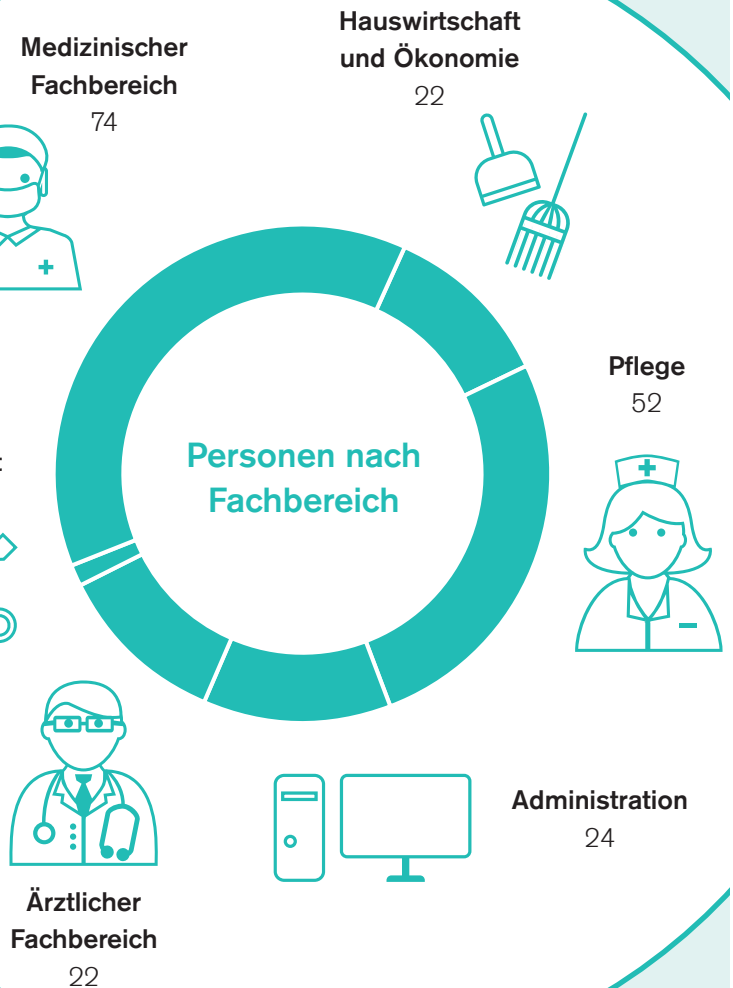 Medizinischer
Fachbereich
74
Hauswirtschaft
und Ökonomie
22
Pflege
52
Personen nach
Fachbereich
Administration
24
Ärztlicher
Fachbereich
22